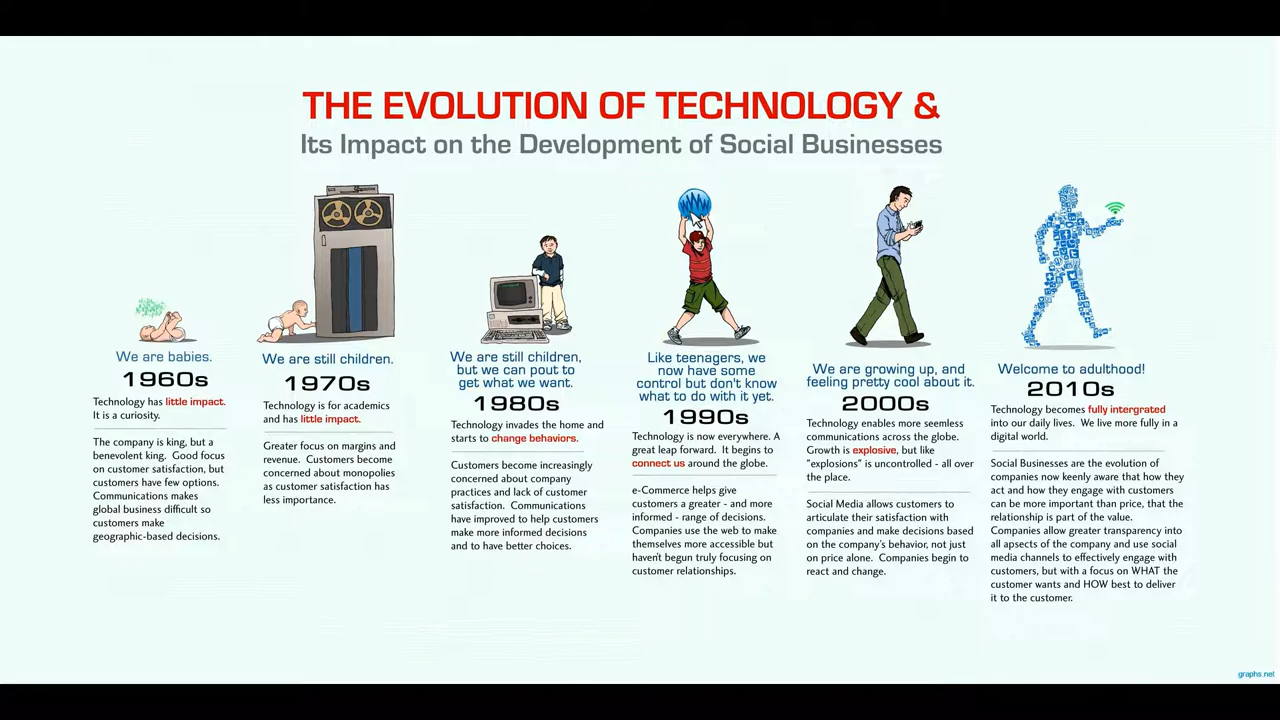 THE EVOLUTION OF TECHNOLOGY &
Its Impact on the Development of Social Businesses
We are babies.
1960s
Technology has little impact.
It is a curiosity.
The company is king, but a
benevolent king. Good focus
on customer satisfaction, but
customers have few options.
Communications makes
global business difficult so
customers make
geographic-based decisions.
We are still children.
1970s
Technology is for academics
and has little impact.
Greater focus on margins and
revenue. Customers become
concerned about monopolies
as customer satisfaction has
less importance.
We are still children,
but we can pout to
get what we want.
1980s
Technology invades the home and
starts to change behaviors.
Customers become increasingly
concerned about company
practices and lack of customer
satisfaction. Communications
have improved to help customers
make more informed decisions
and to have better choices.
Like teenagers, we
now have some
control but don't know
what to do with it yet.
1990s
Technology is now everywhere. A
great leap forward. It begins to
connect us around the globe.
e-Commerce helps give
customers a greater - and more
informed - range of decisions.
Companies use the web to make
themselves more accessible but
haven't begun truly focusing on
customer relationships.
We are growing up, and
feeling pretty cool about it.
2000s
Technology enables more seamless
communications across the globe.
Growth is explosive, but like
"explosions" is uncontrolled - all over
the place.
Social Media allows customers to
articulate their satisfaction with
companies and make decisions based
on the company's behavior, not just
on price alone. Companies begin to
react and change.
Welcome to adulthood!
2010s
Technology becomes fully intergrated
into our daily lives. We live more fully in a
digital world.
Social Businesses are the evolution of
companies now keenly aware that how they
act and how they engage with customers
can be more important than price, that the
relationship is part of the value.
Companies allow greater transparency into
all apsects of the company and use social
media channels to effectively engage with
customers, but with a focus on WHAT the
customer wants and HOW best to deliver
it to the customer.
graphs.net